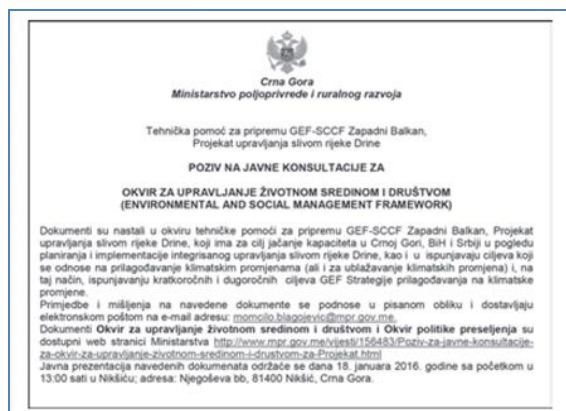 Crna Gora
Ministarstvo poljoprivrede i ruralnog razvoja
Tehnička pomoć za pripremu GEF-SCCF Zapadni Balkan,
Projekat upravljanja slivom rijeke Drine
POZIV NA JAVNE KONSULTACIJE ZA
OKVIR ZA UPRAVLJANJE ŽIVOTNOM SREDINOM I DRUŠTVOM
(ENVIRONMENTAL AND SOCIAL MANAGEMENT FRAMEWORK)
Dokumenti su nastali u okviru tehničke pomoći za pripremu GEF-SCCF Zapadni Balkan, Projekat
upravljanja slivom rijeke Drine, koji ima za cilj jačanje kapaciteta u Crnoj Gori, BiH i Srbiji u pogledu
planiranja i implementacije integrisanog upravljanja slivom rijeke Drine, kao i u ispunjavaju ciljeva koji
se odnose na prilagođavanje klimatskim promjenama (ali i za ublažavanje klimatskih promjena) i, na
taj način, ispunjavanju kratkoročnih i dugoročnih ciljeva GEF Strategije prilagođavanja na klimatske
promjene.
Primjedbe i mišljenja na navedene dokumente se podnose u pisanom obliku i dostavljaju
elektronskom poštom na e-mail adresu: momcilo.blagojevic@mpr.gov.me.
Dokumenti Okvir za upravljanje životnom sredinom i društvom i Okvir politike preseljenja su
dostupni web stranici Ministarstva http://www.mpr.gov.me/vijesti/156483/Poziv-za-javne-konsultacije-
za-okvir-za-upravljanje-zivotnom-sredinom-i-drustvom-za-Projekat.html
Javna prezentacija navedenih dokumenata održaće se dana 18. januara 2016. godine sa početkom u
13:00 sati u Nikšiću; adresa: Njegoševa bb, 81400 Nikšić, Crna Gora.